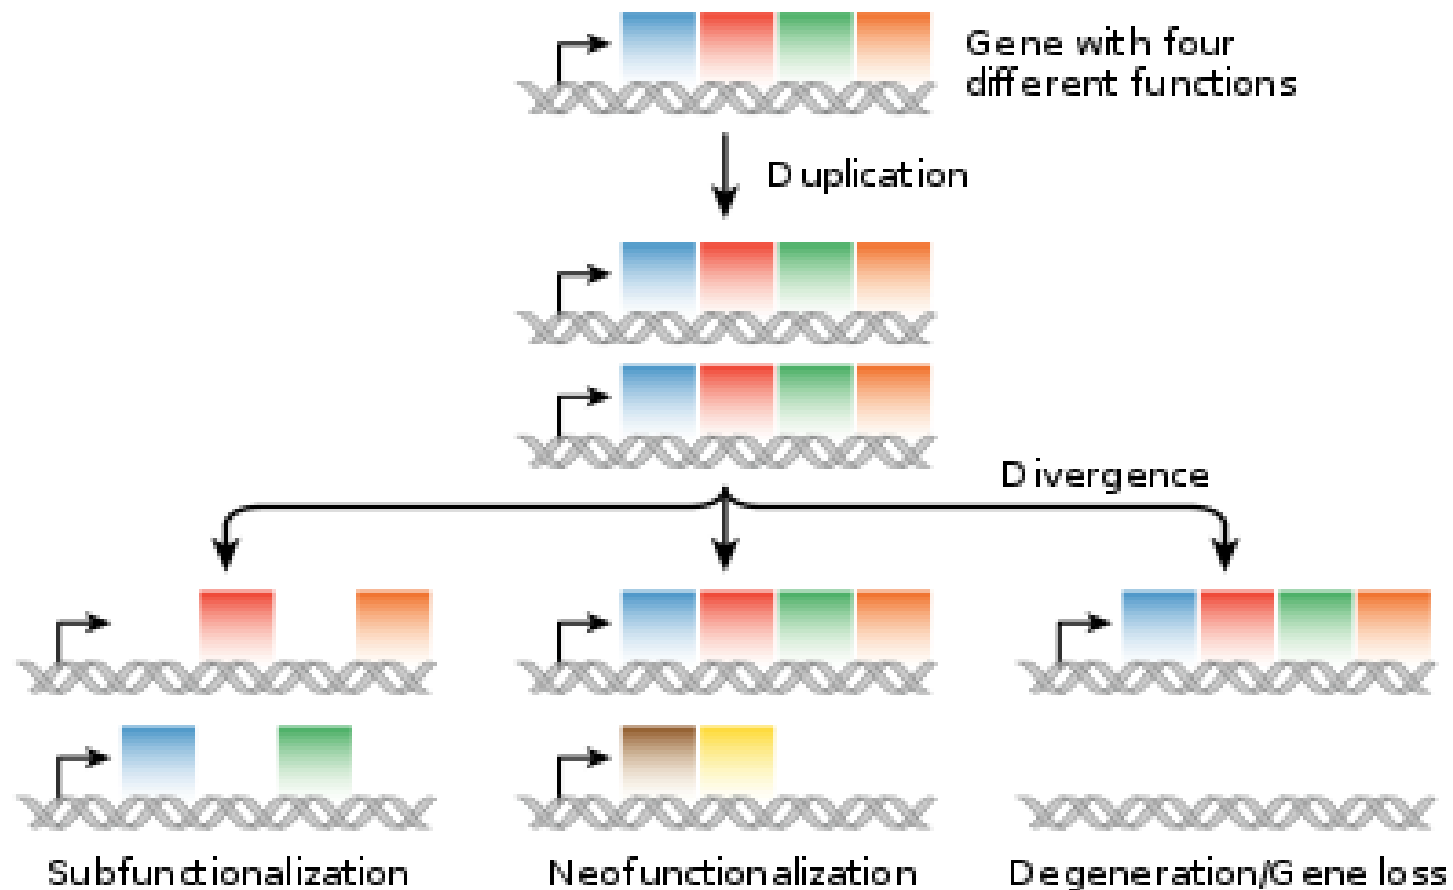 Gene with four
different functions
Duplication
Divergence
Subfunctionalization
Neofunctionalization
Degeneration/Gene loss